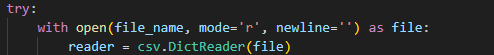 try:
    with open(file_name, mode='r', newline='') as file:
        reader = csv.DictReader(file)